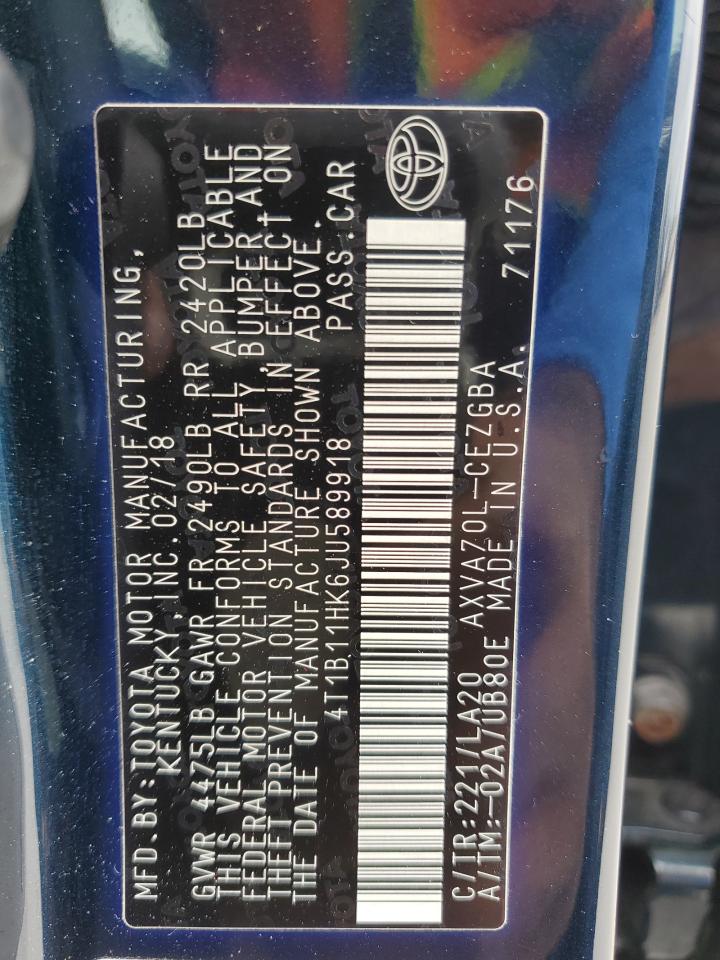 MFD.BY:TOYOTA MOTOR MANUFACTURING,
KENTUCKY,INC.02/18
GVWR 4475LB GAWR FR 2490LB RR 2420LB
THIS VEHICLE CONFORMS TO ALL APPLICABLE
FEDERAL MOTOR VEHICLE SAFETY,BUMPER,AND
THEFT PREVENTION STANDARDS IN EFFECT ON
THE DATE OF MANUFACTURE SHOWN ABOVE.
4T1B11HK6JU589918 PASS.CAR
C/TR:221/LA20 AXVA70L-CEZGBA
A/TM:-02A/UB80E MADE IN U.S.A. 71176